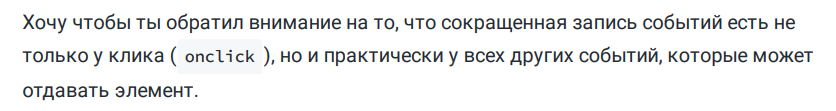 Хочу чтобы ты обратил внимание на то, что сокращенная запись событий есть не
только у клика ( onclick ), но и практически у всех других событий, которые может
отдавать элемент.